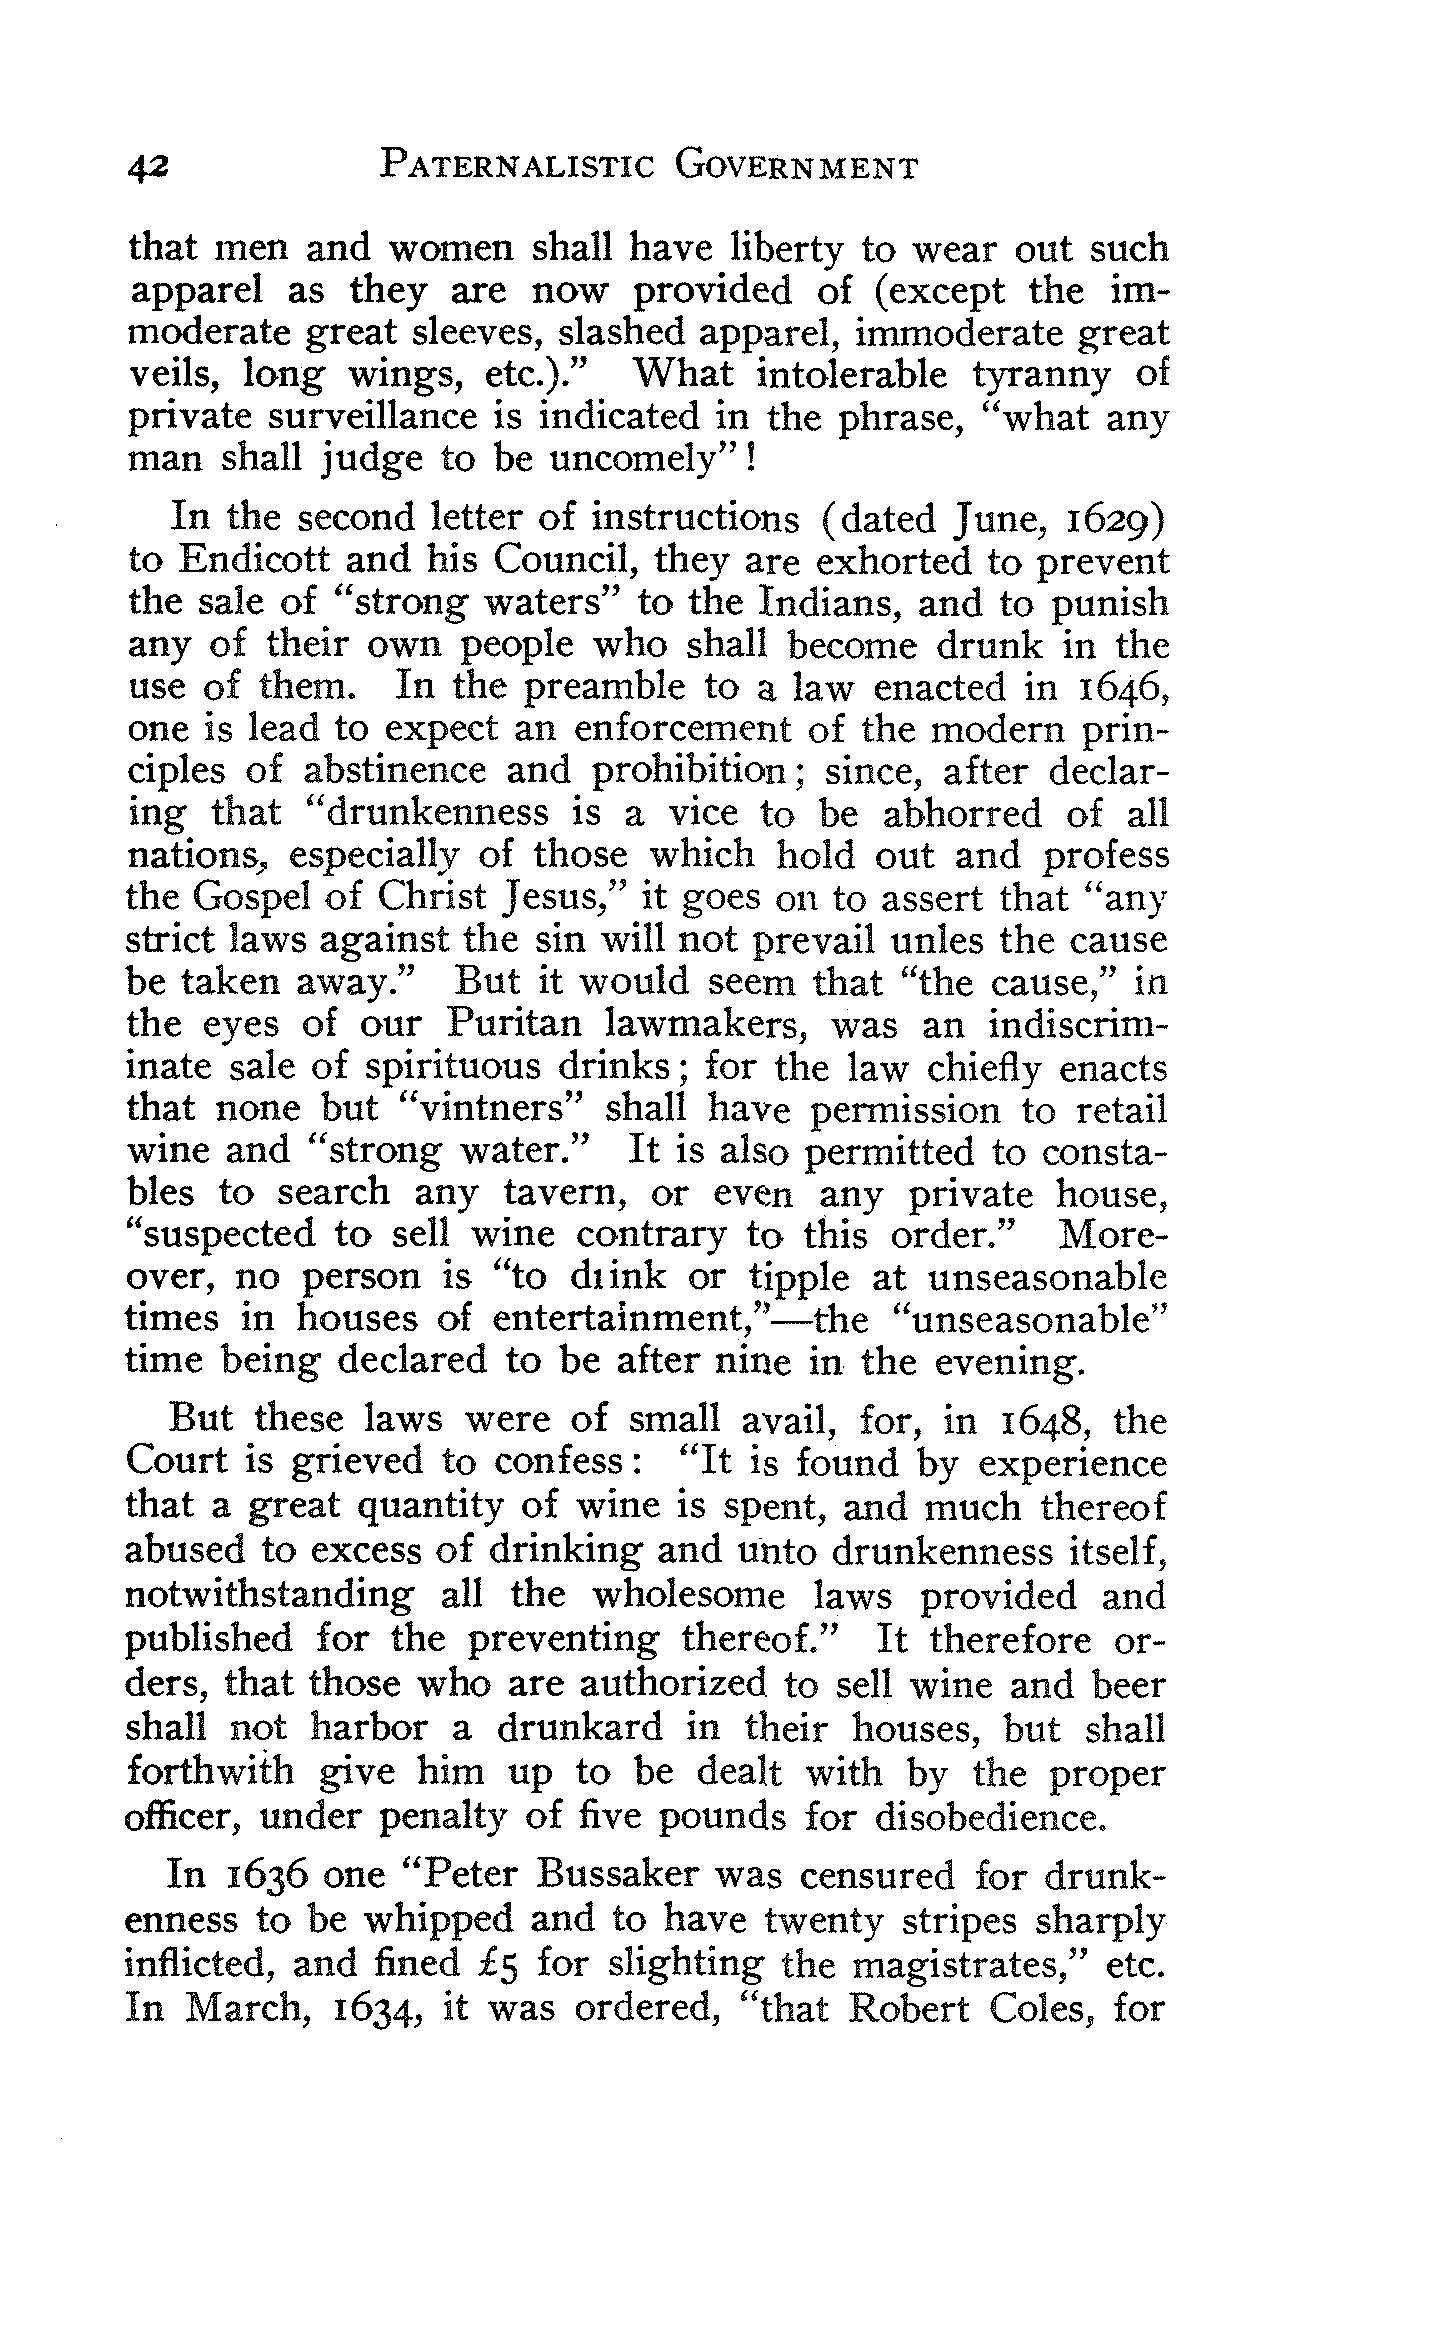 42 PATERNALISTIC GOVERNMENT
that men and women shall have liberty to wear out such
apparel as they are now provided of (except the im-
moderate great sleeves, slashed apparel, immoderate great
veils, long wings, etc.).” What intolerable tyranny of
private surveillance is indicated in the phrase, “what any
man shall judge to be uncomely”!
In the second letter of instructions (dated June, 1629)
to Endicott and his Council, they are exhorted to prevent
the sale of “strong waters” to the Indians, and to punish
any of their own people who shall become drunk in the
use of them. In the preamble to a law enacted in 1646,
one is lead to expect an enforcement of the modern prin-
ciples of abstinence and prohibition; since, after declar-
ing that “drunkenness is a vice to be abhorred of all
nations, especially of those which hold out and profess
the Gospel of Christ Jesus,” it goes on to assert that “any
strict laws against the sin will not prevail unles the cause
be taken away.” But it would seem that “the cause,” in
the eyes of our Puritan lawmakers, was an indiscrim-
inate sale of spirituous drinks; for the law chiefly enacts
that none but “vintners” shall have permission to retail
wine and “strong water.” It is also permitted to consta-
bles to search any tavern, or even any private house,
“suspected to sell wine contrary to this order.” More-
over, no person is “to drink or tipple at unseasonable
times in houses of entertainment,”—the “unseasonable”
time being declared to be after nine in the evening.
But these laws were of small avail, for, in 1648, the
Court is grieved to confess: “It is found by experience
that a great quantity of wine is spent, and much thereof
abused to excess of drinking and unto drunkenness itself,
notwithstanding all the wholesome laws provided and
published for the preventing thereof.” It therefore or-
ders, that those who are authorized to sell wine and beer
shall not harbor a drunkard in their houses, but shall
forthwith give him up to be dealt with by the proper
officer, under penalty of five pounds for disobedience.
In 1636 one “Peter Bussaker was censured for drunk-
enness to be whipped and to have twenty stripes sharply
inflicted, and fined £5 for slighting the magistrates,” etc.
In March, 1634, it was ordered, “that Robert Coles, for